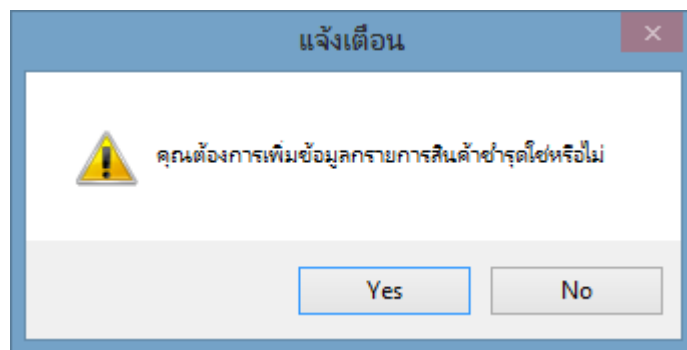 แจ้งเตือน
คุณต้องการเพิ่มข้อมูลกรายการสินค้าชำรุดใช่หรือไม่
Yes
No